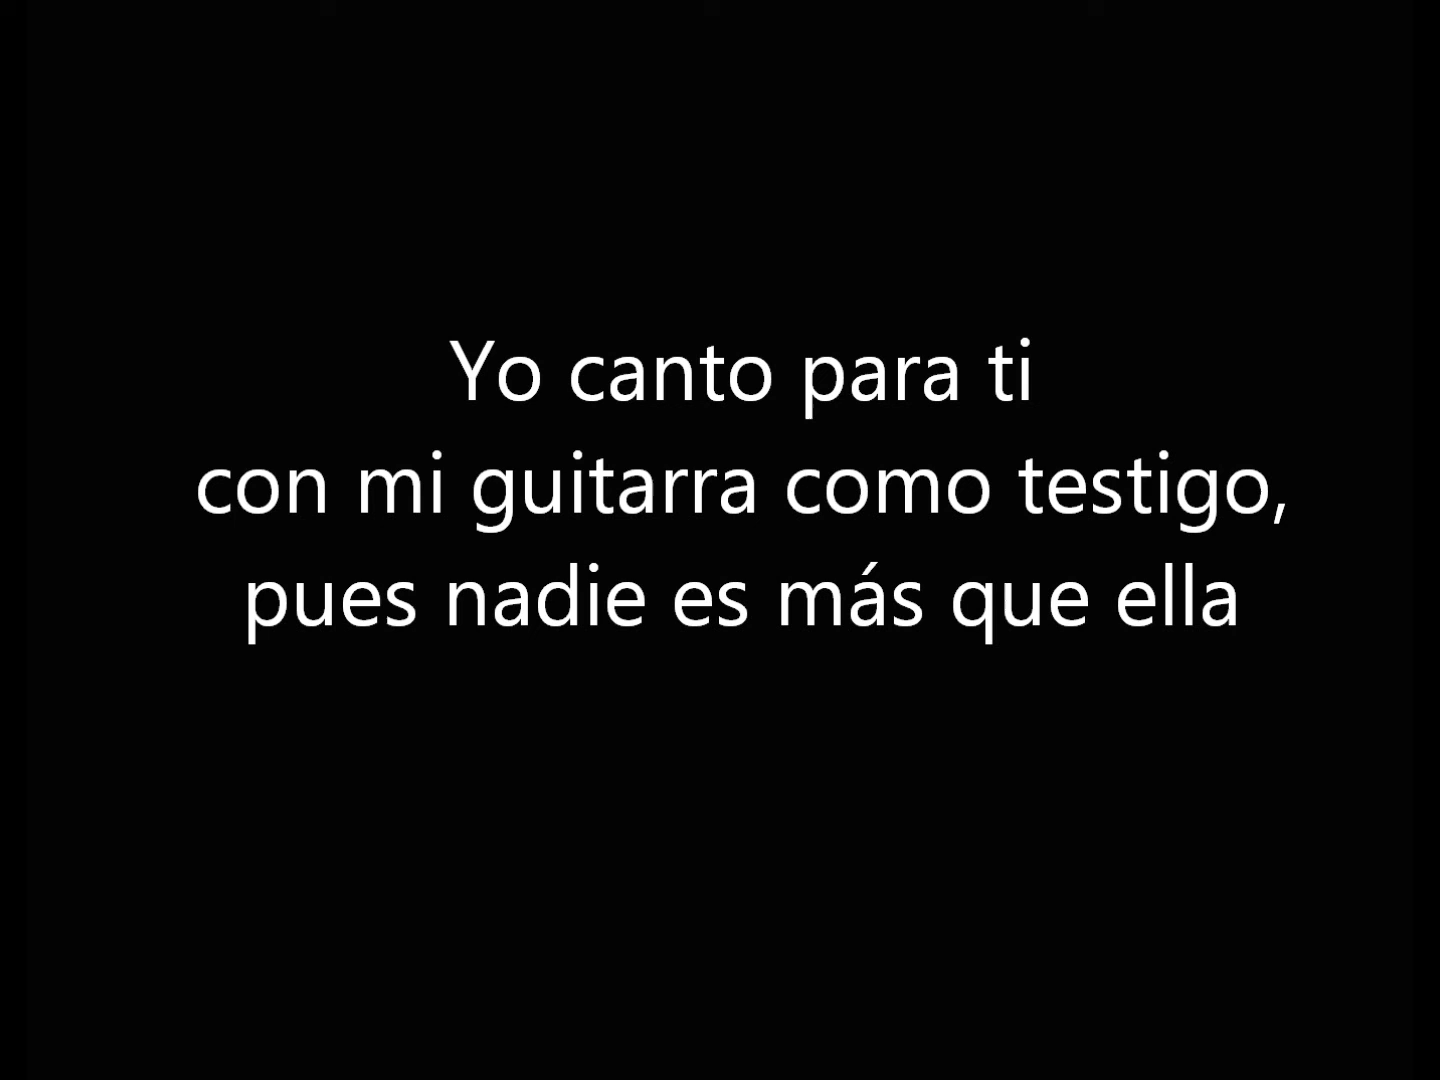 Yo canto para ti
con mi guitarra como testigo,
pues nadie es más que ella